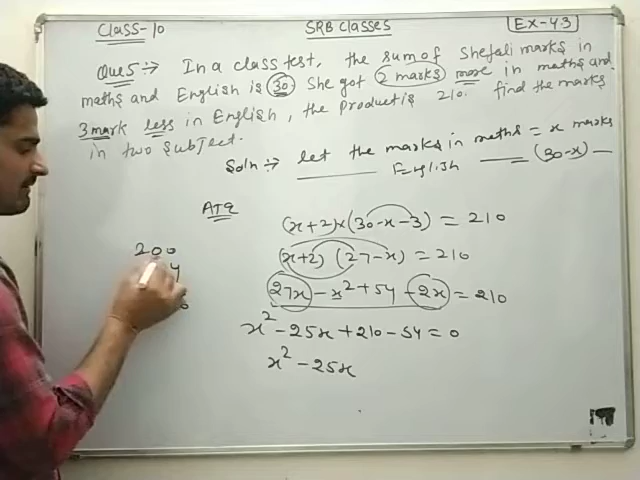 Class-10 SRB Classes Ex-4.3
Que5 :→ In a class test, the sum of Shefali marks in
maths and English is 30 She got 2 marks more in maths and
3 mark less in English, the product is 210. find the marks
in two subject.
Soln :→ let the marks in maths = x marks
English = (30-x)
ATQ
(x+2)×(30-x-3) = 210
(x+2) (27-x) = 210
27x - x² + 54 - 2x = 210
x² - 25x + 210 - 54 = 0
x² - 25x
200
4